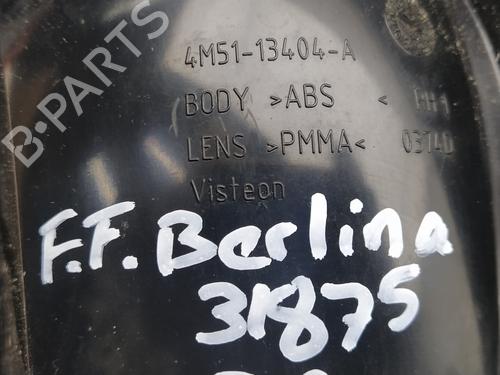 B-PARTS
4M51-13404-A
BODY >ABS <
LENS >PMMA<
Visteon
F.F. Berlina
31875